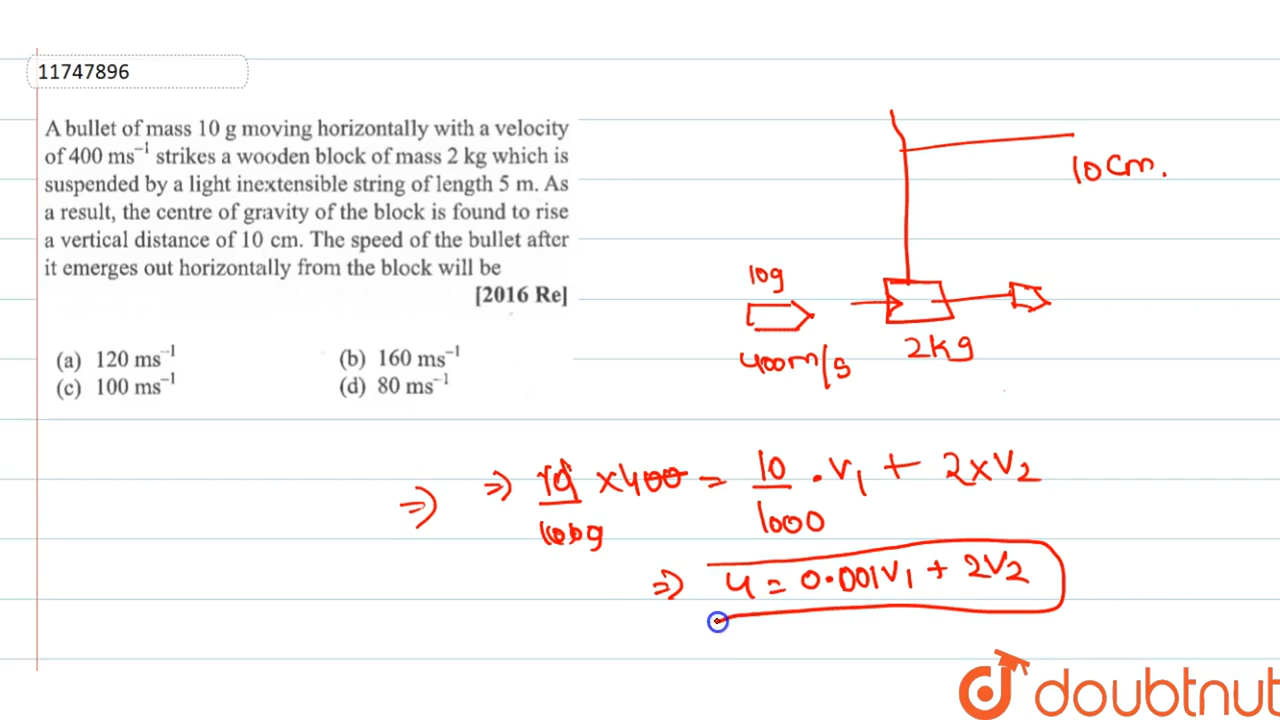 11747896
A bullet of mass 10 g moving horizontally with a velocity
of 400 ms⁻¹ strikes a wooden block of mass 2 kg which is
suspended by a light inextensible string of length 5 m. As
a result, the centre of gravity of the block is found to rise
a vertical distance of 10 cm. The speed of the bullet after
it emerges out horizontally from the block will be
[2016 Re]
(a) 120 ms⁻¹ (b) 160 ms⁻¹
(c) 100 ms⁻¹ (d) 80 ms⁻¹
10cm.
10g
400m/s
2kg
⇒ ⇒ 10/1000 × 400 = 10/1000 . V₁ + 2×V₂
⇒ 4 = 0.001V₁ + 2V₂
doubtnut